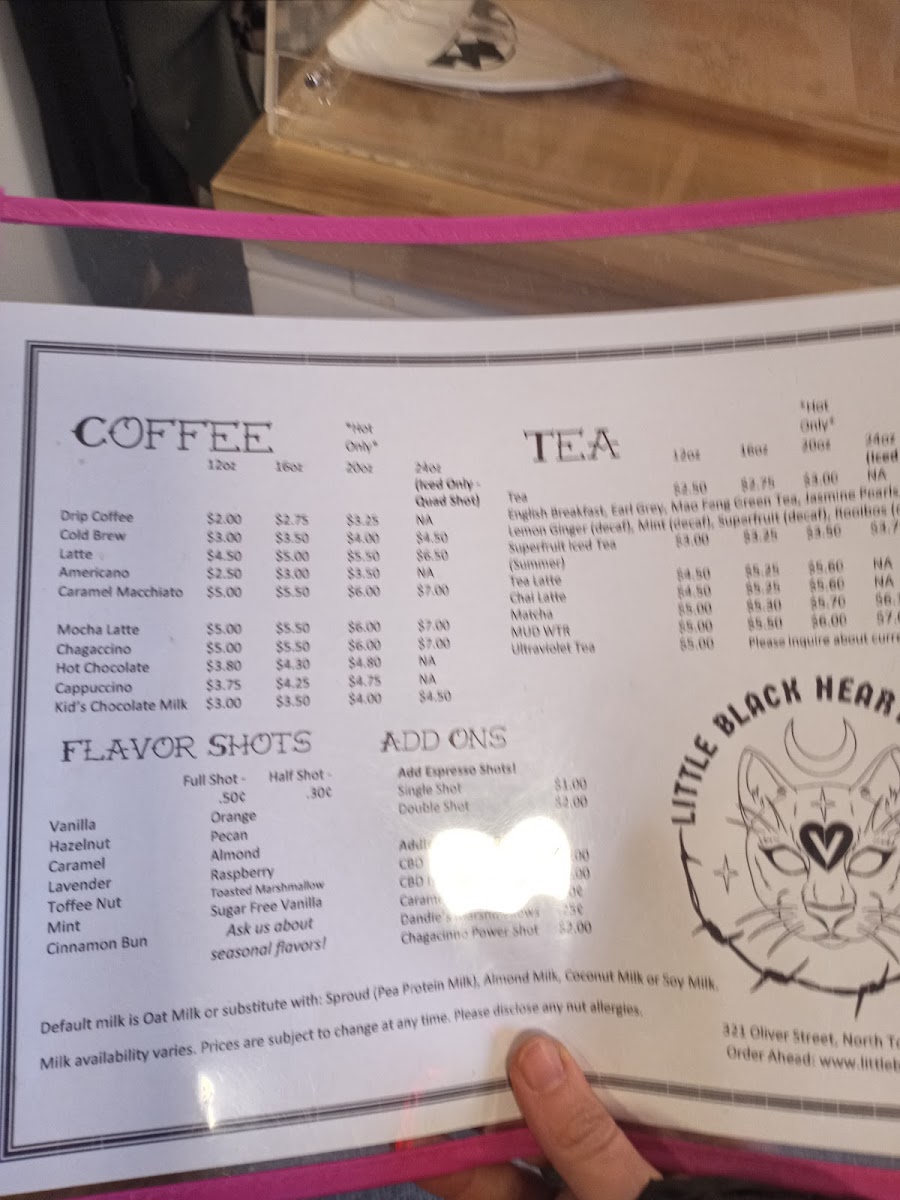 COFFEE
*Hot
Only*
12oz 16oz 20oz 24oz
(Iced Only -
Quad Shot)
Drip Coffee $2.00 $2.75 $3.25 NA
Cold Brew $3.00 $3.50 $4.00 $4.50
Latte $4.50 $5.00 $5.50 $6.50
Americano $2.50 $3.00 $3.50 NA
Caramel Macchiato $5.00 $5.50 $6.00 $7.00
Mocha Latte $5.00 $5.50 $6.00 $7.00
Chagaccino $5.00 $5.50 $6.00 $7.00
Hot Chocolate $3.80 $4.30 $4.80 NA
Cappuccino $3.75 $4.25 $4.75 NA
Kid's Chocolate Milk $3.00 $3.50 $4.00 $4.50
TEA
*Hot
Only*
12oz 16oz 20oz 24oz
(Iced
Tea $2.50 $2.75 $3.00 NA
English Breakfast, Earl Grey, Mao Feng Green Tea, Jasmine Pearls,
Lemon Ginger (decaf), Mint (decaf), Superfruit (decaf), Rooibos
Superfruit Iced Tea $3.00 $3.25 $3.50
(Summer)
Tea Latte $4.50 $5.25 $5.60 NA
Chai Latte $4.50 $5.25 $5.60 NA
Matcha $5.00 $5.30 $5.70
MUD WTR $5.00 $5.50 $6.00
Ultraviolet Tea $5.00 Please inquire about
FLAVOR SHOTS
Full Shot - Half Shot -
.50¢ .30¢
Vanilla Orange
Hazelnut Pecan
Caramel Almond
Lavender Raspberry
Toffee Nut Toasted Marshmallow
Mint Sugar Free Vanilla
Cinnamon Bun Ask us about
seasonal flavors!
ADD ONS
Add Espresso Shots!
Single Shot $1.00
Double Shot $2.00
CBD
CBD
Dandie's
Chagacinno Power Shot $2.00
LITTLE BLACK HEAR
Default milk is Oat Milk or substitute with: Sproud (Pea Protein Milk), Almond Milk, Coconut Milk or Soy Milk.
Milk availability varies. Prices are subject to change at any time. Please disclose any nut allergies.
321 Oliver Street, North
Order Ahead: